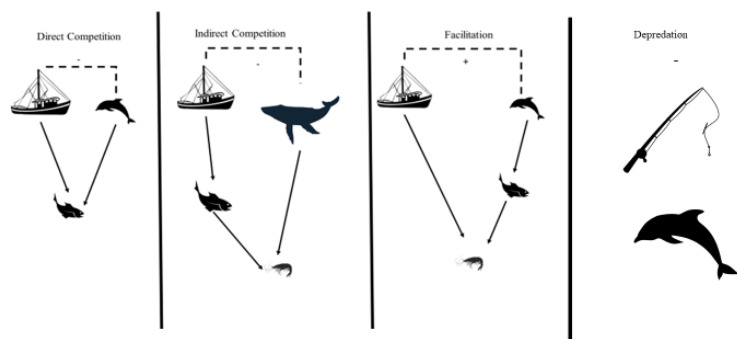 Direct Competition
-
Indirect Competition
-
Facilitation
+
Depredation
-